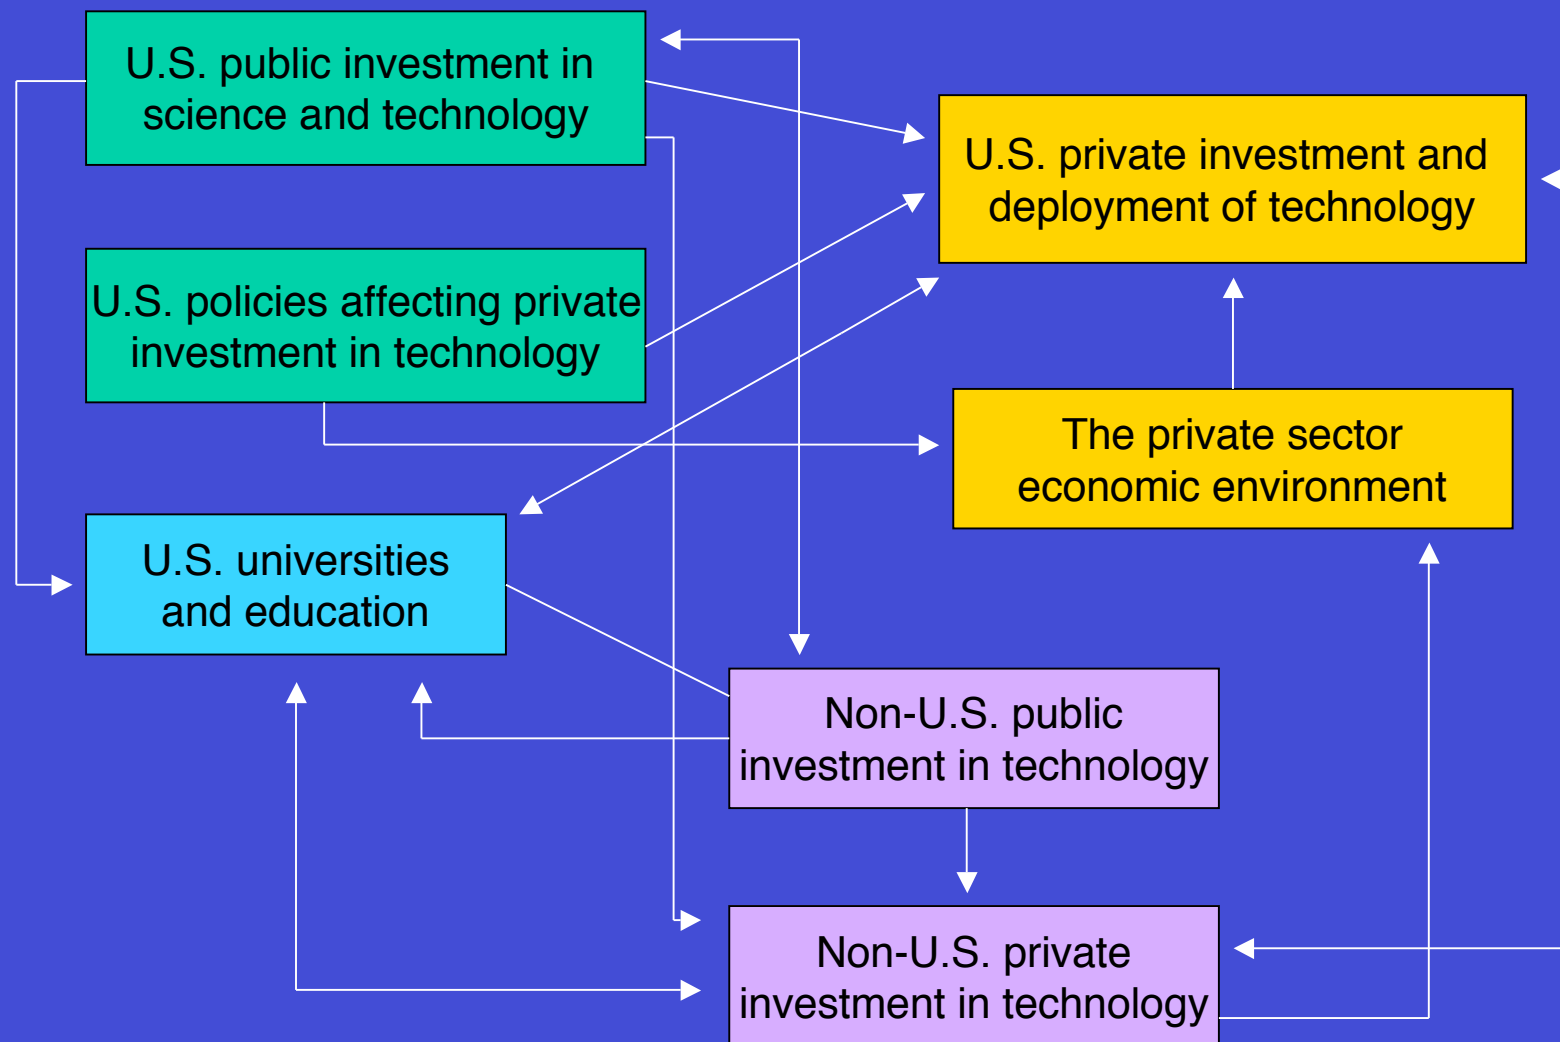 U.S. public investment in
science and technology
U.S. private investment and
deployment of technology
U.S. policies affecting private
investment in technology
The private sector
economic environment
U.S. universities
and education
Non-U.S. public
investment in technology
Non-U.S. private
investment in technology